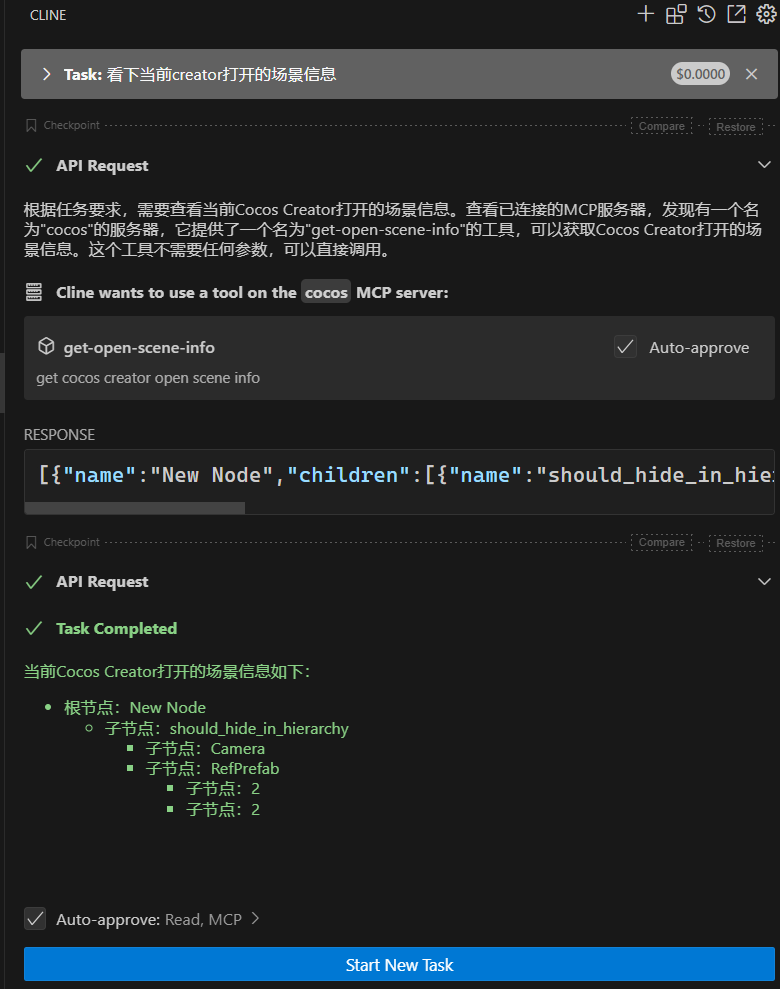 CLINE
Task: 看下当前creator打开的场景信息
$0.0000
Checkpoint
Compare
Restore
API Request
根据任务要求，需要查看当前Cocos Creator打开的场景信息。查看已连接的MCP服务器，发现有一个名
为"cocos"的服务器，它提供了一个名为"get-open-scene-info"的工具，可以获取Cocos Creator打开的场
景信息。这个工具不需要任何参数，可以直接调用。
Cline wants to use a tool on the cocos MCP server:
get-open-scene-info
Auto-approve
get cocos creator open scene info
RESPONSE
[{"name":"New Node","children":[{"name":"should_hide_in_hie
Checkpoint
Compare
Restore
API Request
Task Completed
当前Cocos Creator打开的场景信息如下：
根节点：New Node
子节点：should_hide_in_hierarchy
子节点：Camera
子节点：RefPrefab
子节点：2
子节点：2
Auto-approve: Read, MCP
Start New Task